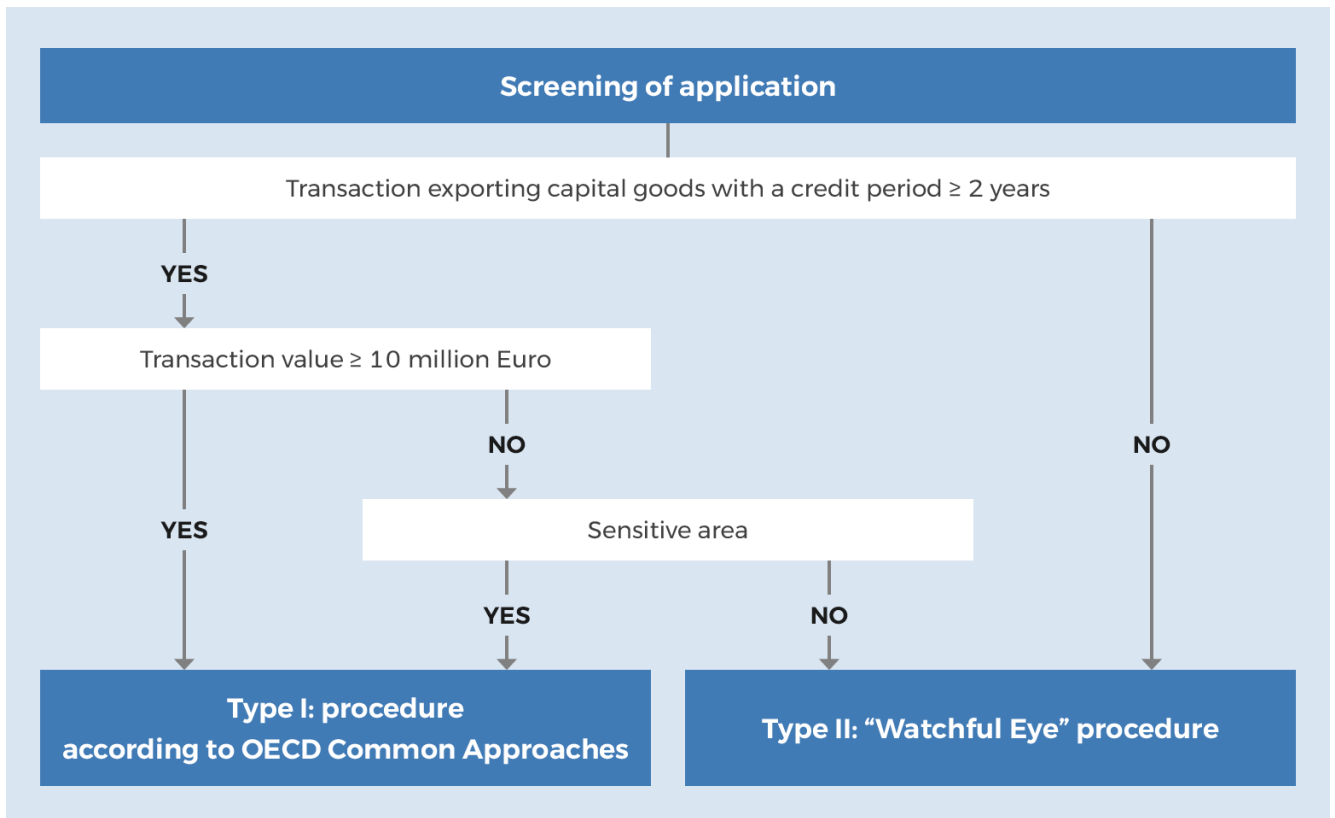 Screening of application
Transaction exporting capital goods with a credit period ≥ 2 years
YES
Transaction value ≥ 10 million Euro
NO
NO
YES
Sensitive area
YES
NO
Type I: procedure
according to OECD Common Approaches
Type II: “Watchful Eye” procedure